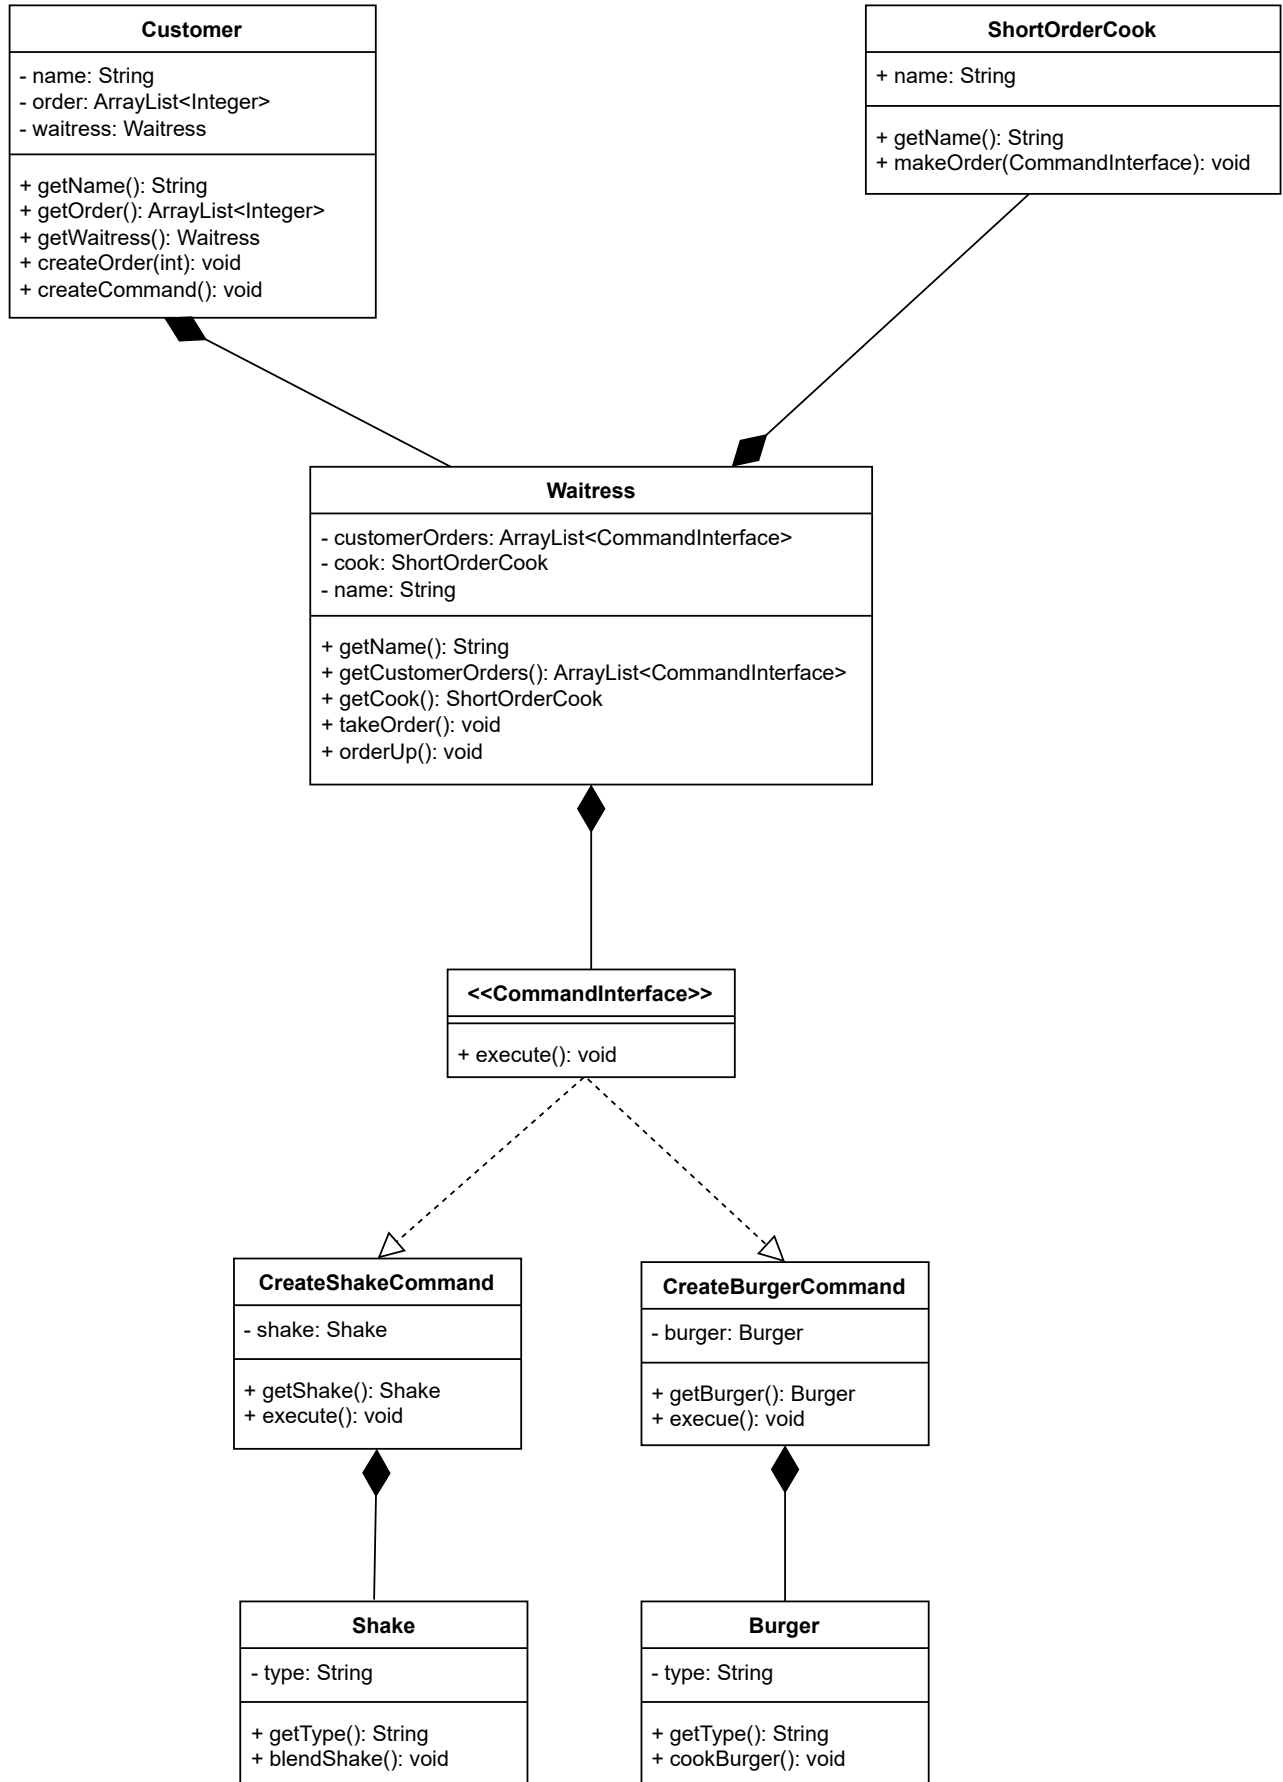 Customer
- name: String
- order: ArrayList<Integer>
- waitress: Waitress
+ getName(): String
+ getOrder(): ArrayList<Integer>
+ getWaitress(): Waitress
+ createOrder(int): void
+ createCommand(): void
ShortOrderCook
+ name: String
+ getName(): String
+ makeOrder(CommandInterface): void
Waitress
- customerOrders: ArrayList<CommandInterface>
- cook: ShortOrderCook
- name: String
+ getName(): String
+ getCustomerOrders(): ArrayList<CommandInterface>
+ getCook(): ShortOrderCook
+ takeOrder(): void
+ orderUp(): void
<<CommandInterface>>
+ execute(): void
CreateShakeCommand
- shake: Shake
+ getShake(): Shake
+ execute(): void
CreateBurgerCommand
- burger: Burger
+ getBurger(): Burger
+ execue(): void
Shake
- type: String
+ getType(): String
+ blendShake(): void
Burger
- type: String
+ getType(): String
+ cookBurger(): void